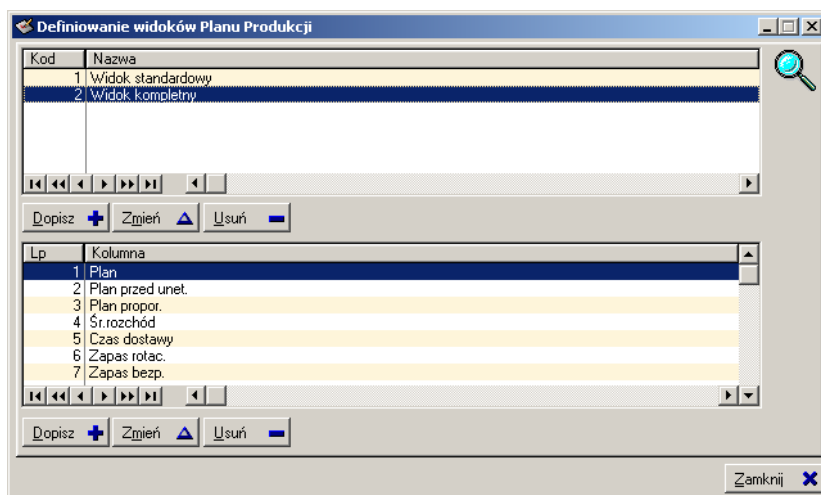 Definiowanie widoków Planu Produkcji
Kod Nazwa
1 Widok standardowy
2 Widok kompletny
Dopisz Zmień Usuń
Lp Kolumna
1 Plan
2 Plan przed unet.
3 Plan propor.
4 Śr.rozchód
5 Czas dostawy
6 Zapas rotac.
7 Zapas bezp.
Dopisz Zmień Usuń
Zamknij